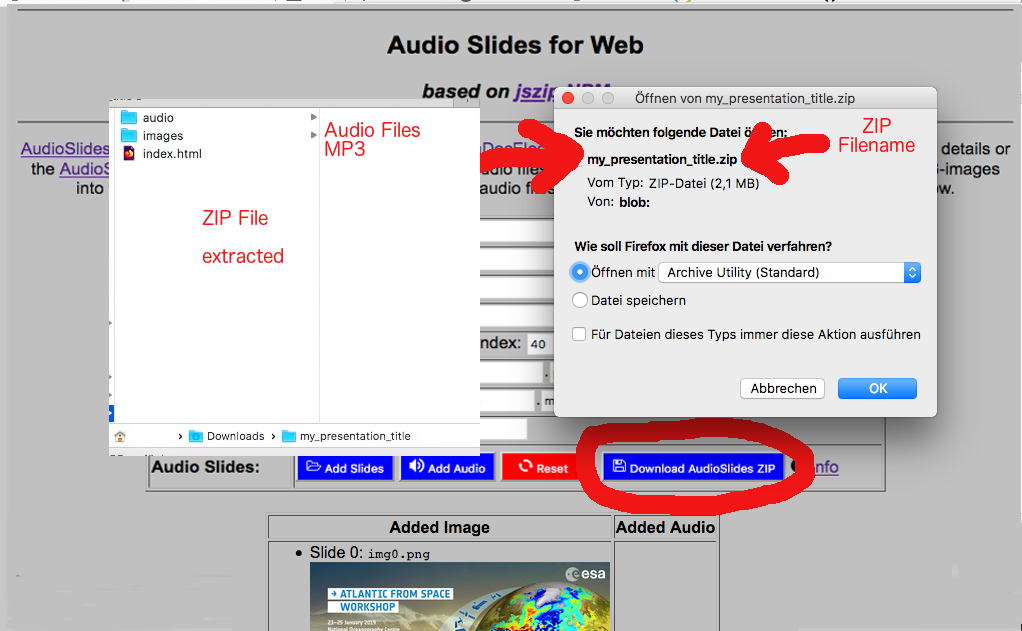 Audio Slides for Web
based on jszip NPM
AudioSlides
details or
the AudioS
dio files
-images
into
audio files
w.
audio
images
index.html
Audio Files
MP3
ZIP File
extracted
Downloads
my_presentation_title
Öffnen von my_presentation_title.zip
Sie möchten folgende Datei öffnen:
my_presentation_title.zip
ZIP
Filename
Vom Typ: ZIP-Datei (2,1 MB)
Von: blob:
Wie soll Firefox mit dieser Datei verfahren?
Öffnen mit Archive Utility (Standard)
Datei speichern
Für Dateien dieses Typs immer diese Aktion ausführen
Abbrechen
OK
ndex: 40
. m
Audio Slides:
Add Slides
Add Audio
Reset
Download AudioSlides ZIP
nfo
Added Image
Added Audio
Slide 0: img0.png
esa
→ ATLANTIC FROM SPACE
WORKSHOP
23–25 January 2019
National Oceanography Centre